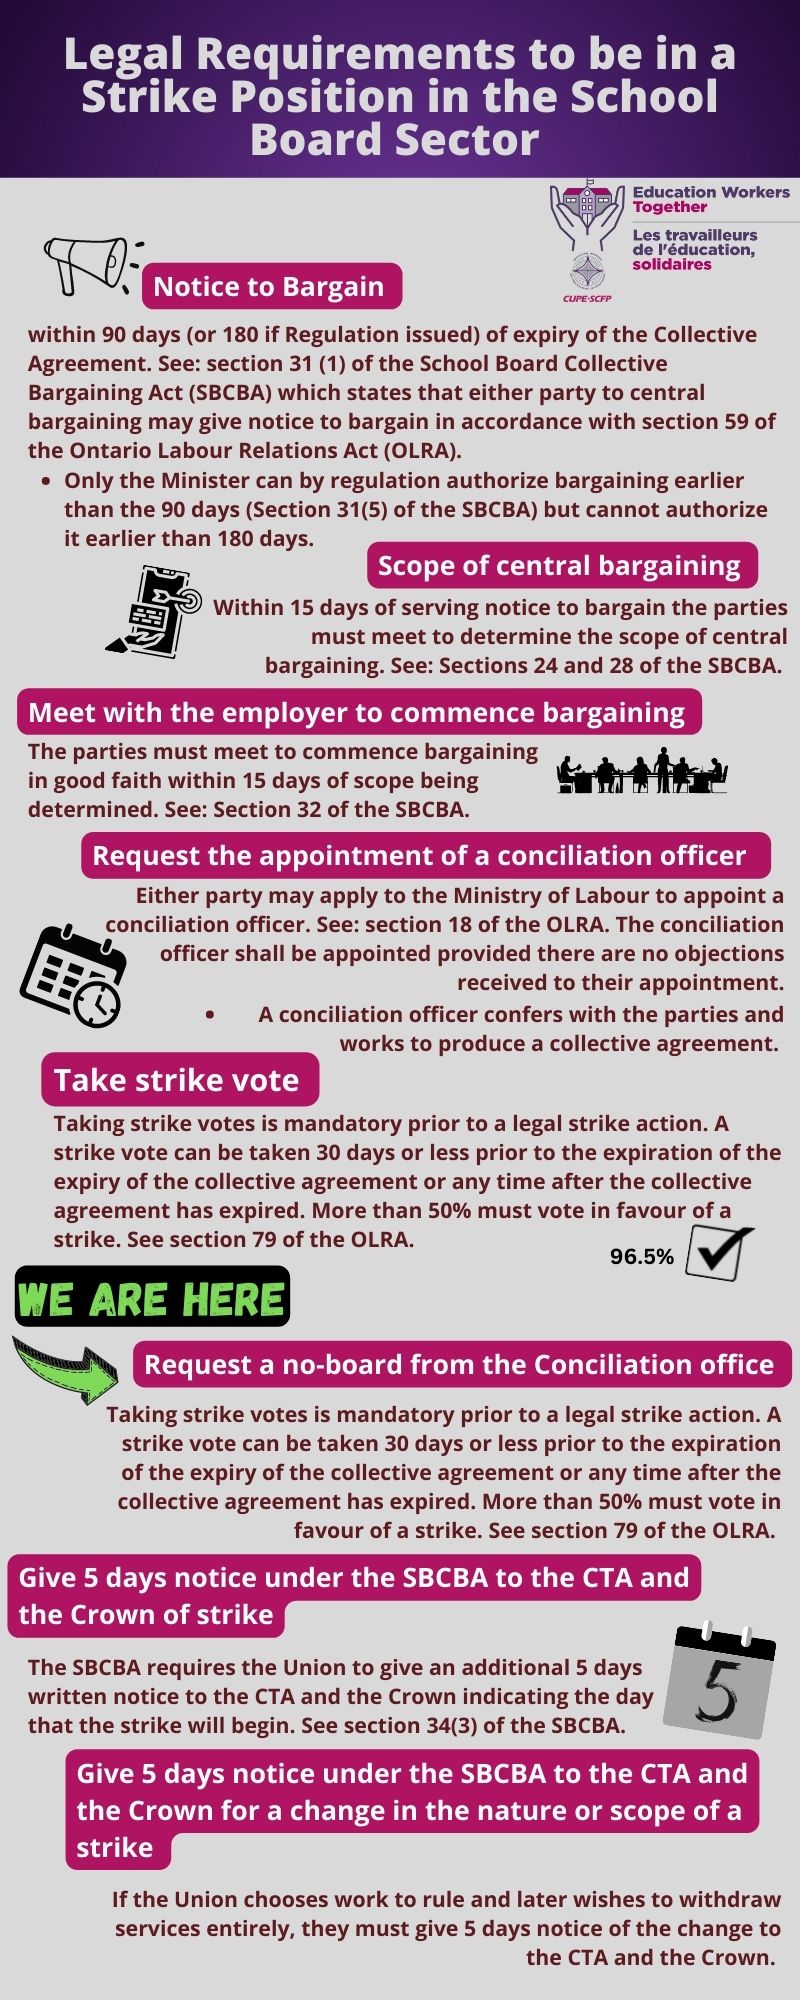 Legal Requirements to be in a
Strike Position in the School
Board Sector
Education Workers
Together
Les travailleurs
de l'éducation,
solidaires
CUPE·SCFP
Notice to Bargain
within 90 days (or 180 if Regulation issued) of expiry of the Collective
Agreement. See: section 31 (1) of the School Board Collective
Bargaining Act (SBCBA) which states that either party to central
bargaining may give notice to bargain in accordance with section 59 of
the Ontario Labour Relations Act (OLRA).
• Only the Minister can by regulation authorize bargaining earlier
than the 90 days (Section 31(5) of the SBCBA) but cannot authorize
it earlier than 180 days.
Scope of central bargaining
Within 15 days of serving notice to bargain the parties
must meet to determine the scope of central
bargaining. See: Sections 24 and 28 of the SBCBA.
Meet with the employer to commence bargaining
The parties must meet to commence bargaining
in good faith within 15 days of scope being
determined. See: Section 32 of the SBCBA.
Request the appointment of a conciliation officer
Either party may apply to the Ministry of Labour to appoint a
conciliation officer. See: section 18 of the OLRA. The conciliation
officer shall be appointed provided there are no objections
received to their appointment.
• A conciliation officer confers with the parties and
works to produce a collective agreement.
Take strike vote
Taking strike votes is mandatory prior to a legal strike action. A
strike vote can be taken 30 days or less prior to the expiration of the
expiry of the collective agreement or any time after the collective
agreement has expired. More than 50% must vote in favour of a
strike. See section 79 of the OLRA.
96.5%
WE ARE HERE
Request a no-board from the Conciliation office
Taking strike votes is mandatory prior to a legal strike action. A
strike vote can be taken 30 days or less prior to the expiration
of the expiry of the collective agreement or any time after the
collective agreement has expired. More than 50% must vote in
favour of a strike. See section 79 of the OLRA.
Give 5 days notice under the SBCBA to the CTA and
the Crown of strike
The SBCBA requires the Union to give an additional 5 days
written notice to the CTA and the Crown indicating the day
that the strike will begin. See section 34(3) of the SBCBA.
5
Give 5 days notice under the SBCBA to the CTA and
the Crown for a change in the nature or scope of a
strike
If the Union chooses work to rule and later wishes to withdraw
services entirely, they must give 5 days notice of the change to
the CTA and the Crown.